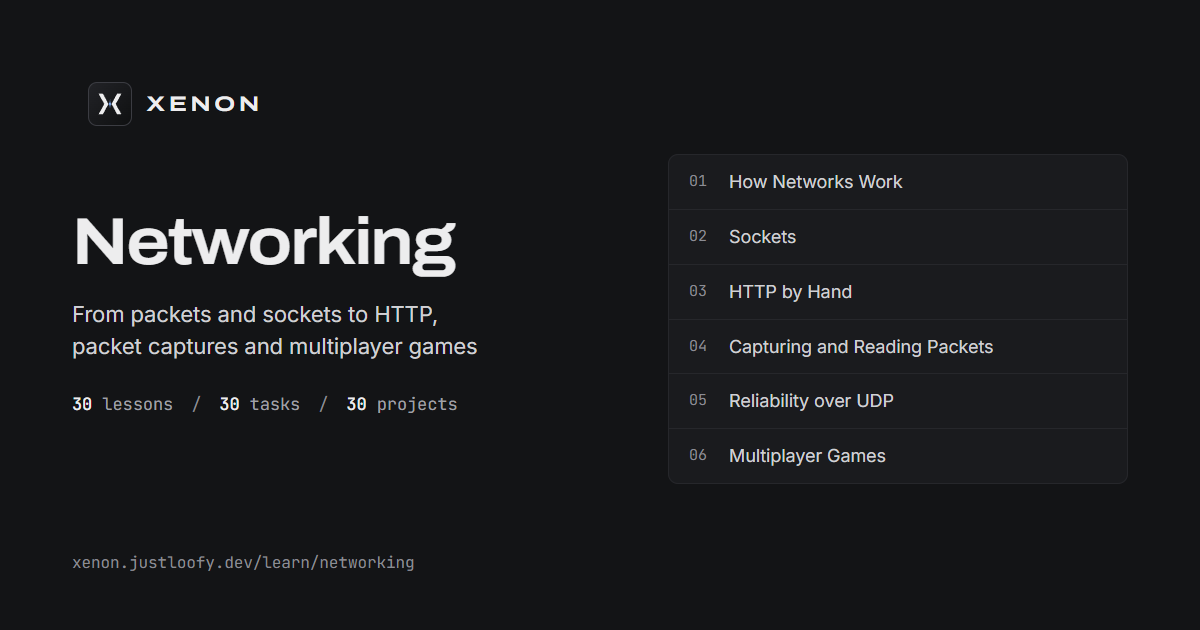 XENON
Networking
From packets and sockets to HTTP,
packet captures and multiplayer games
30 lessons / 30 tasks / 30 projects
01 How Networks Work
02 Sockets
03 HTTP by Hand
04 Capturing and Reading Packets
05 Reliability over UDP
06 Multiplayer Games
xenon.justloofy.dev/learn/networking